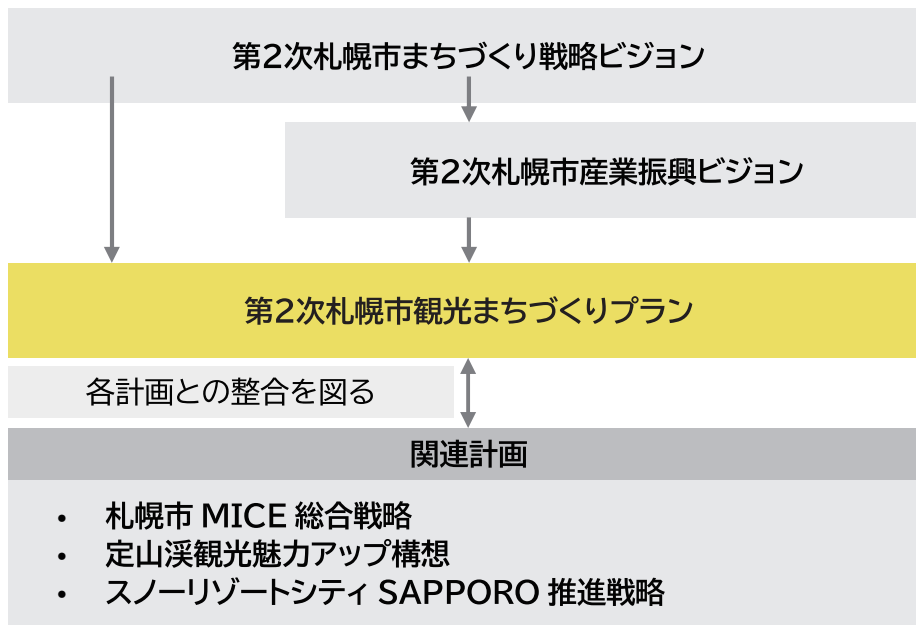 第2次札幌市まちづくり戦略ビジョン
第2次札幌市産業振興ビジョン
第2次札幌市観光まちづくりプラン
各計画との整合を図る
関連計画
• 札幌市 MICE 総合戦略
• 定山渓観光魅力アップ構想
• スノーリゾートシティ SAPPORO 推進戦略